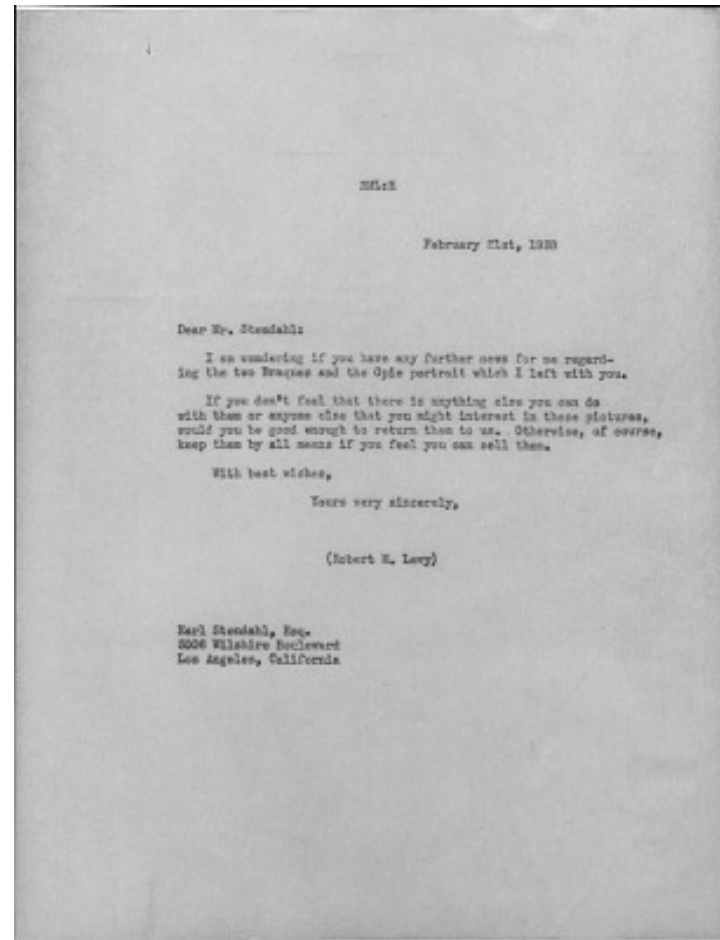 RML:R
February 21st, 1938
Dear Mr. Stendahl:
I am wondering if you have any further news for me regard-
ing the two Braques and the Opie portrait which I left with you.
If you don't feel that there is anything else you can do
with them or anyone else that you might interest in these pictures,
would you be good enough to return them to us. Otherwise, of course,
keep them by all means if you feel you can sell them.
With best wishes,
Yours very sincerely,
(Robert M. Levy)
Earl Stendahl, Esq.
Wilshire Boulevard
Los Angeles, California